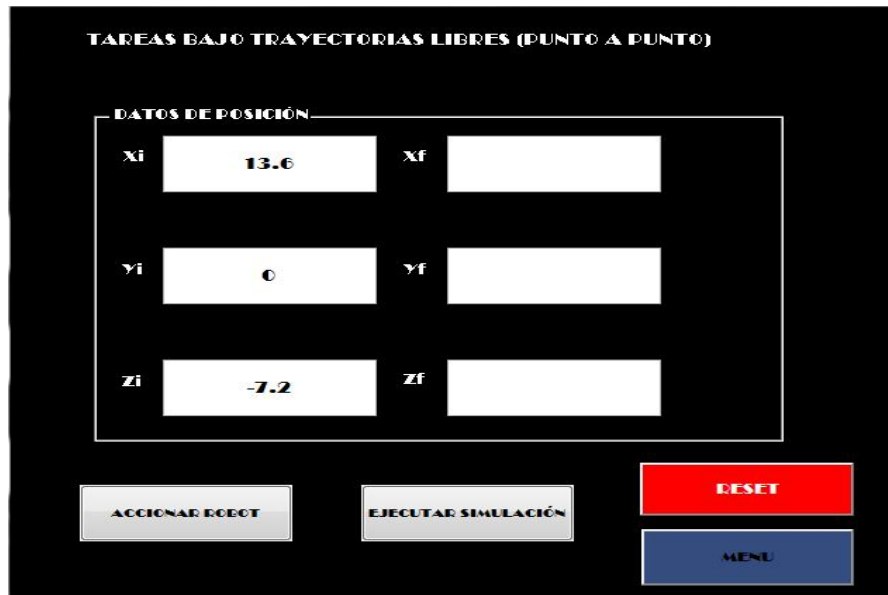 TAREAS BAJO TRAYECTORIAS LIBRES (PUNTO A PUNTO)
DATOS DE POSICIÓN
Xi 13.6 Xf
Yi 0 Yf
Zi -7.2 Zf
ACCIONAR ROBOT EJECUTAR SIMULACIÓN RESET
MENU